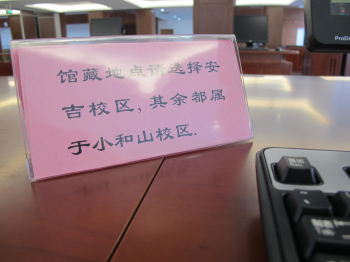 馆藏地点请选择安
吉校区,其余都属
于小和山校区.
ProDi